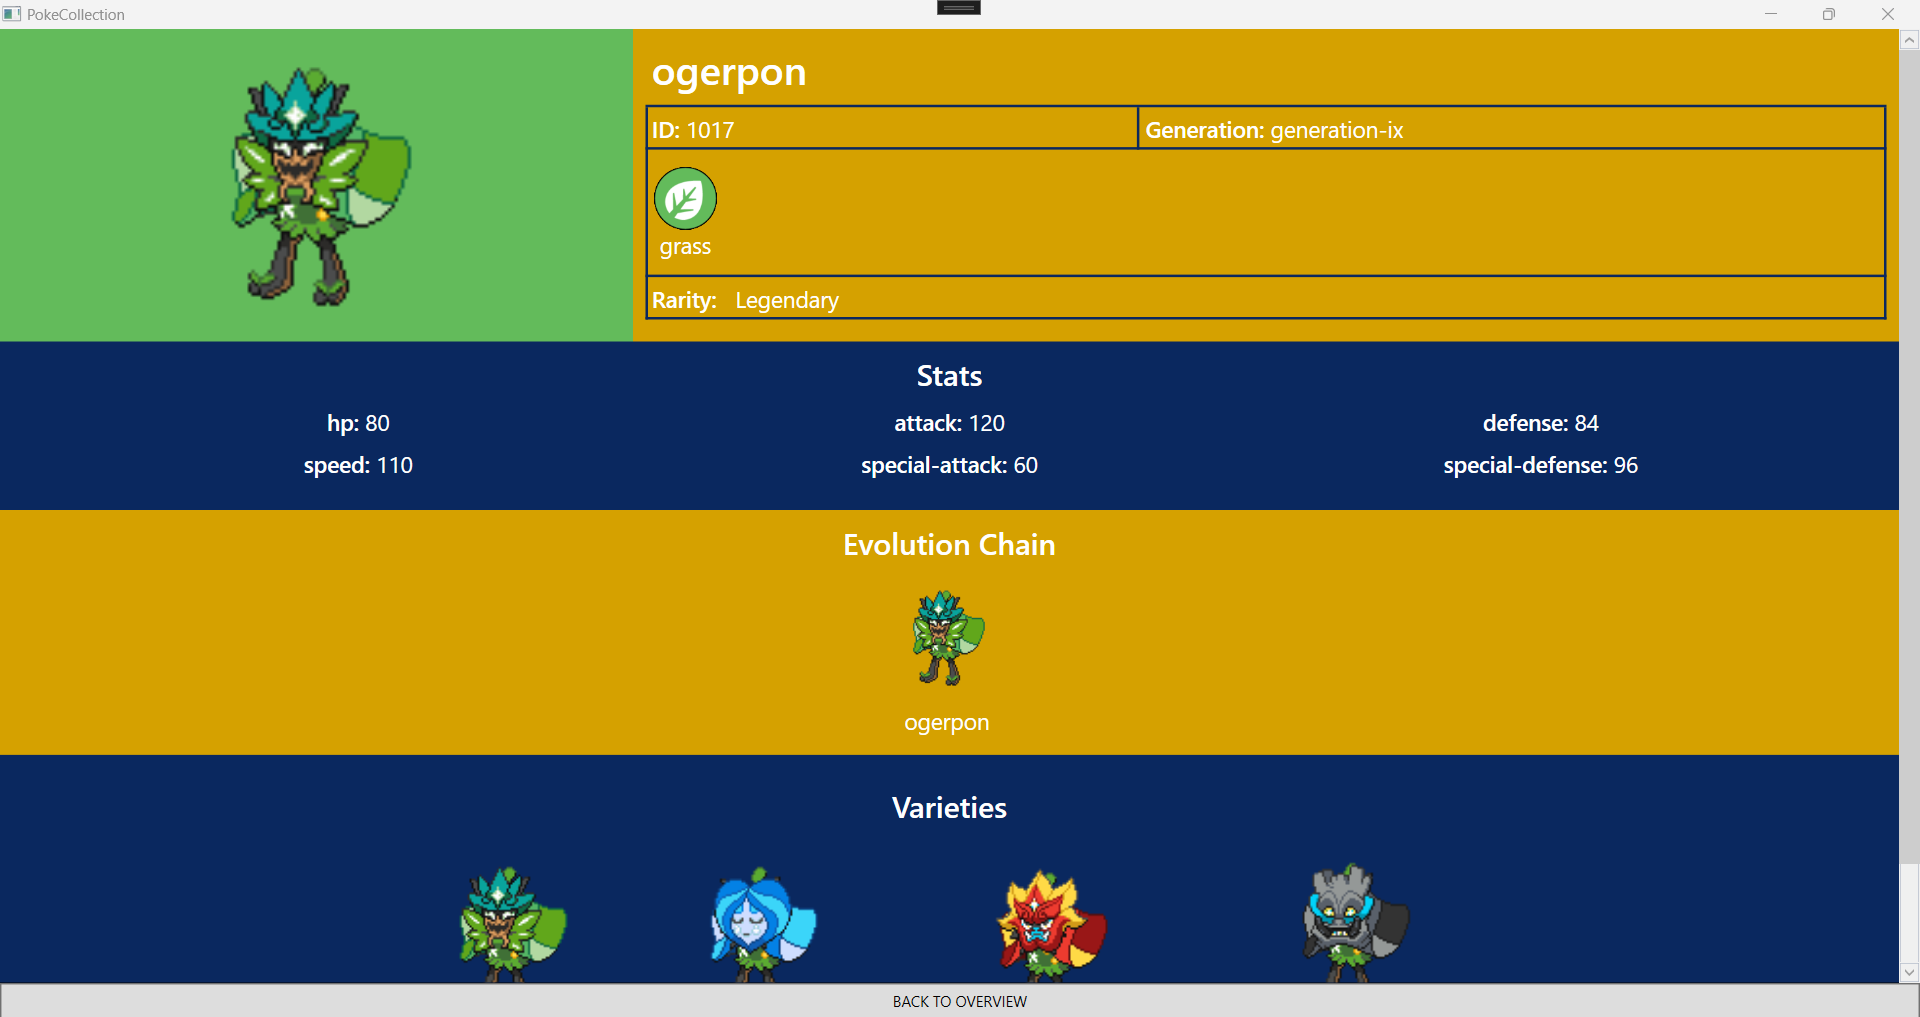 PokeCollection
ogerpon
ID: 1017 Generation: generation-ix
grass
Rarity: Legendary
Stats
hp: 80 attack: 120 defense: 84
speed: 110 special-attack: 60 special-defense: 96
Evolution Chain
ogerpon
Varieties
BACK TO OVERVIEW